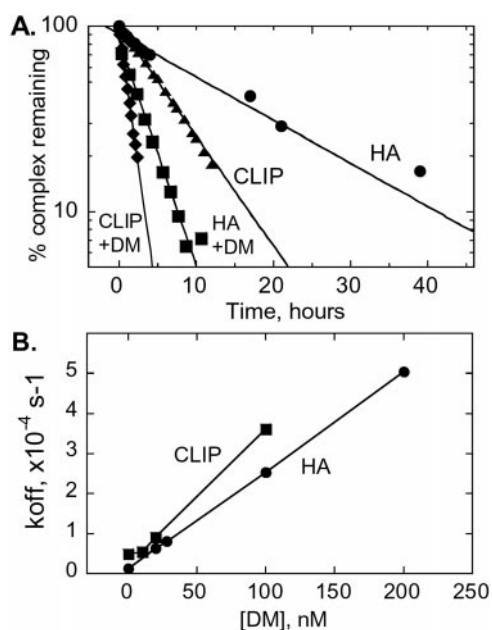 A.
100
10
% complex remaining
HA
CLIP
CLIP
+DM
HA
+DM
0 10 20 30 40
Time, hours
B.
5
4
3
2
1
0
koff, x10⁻⁴ s-1
CLIP
HA
0 50 100 150 200 250
[DM], nM